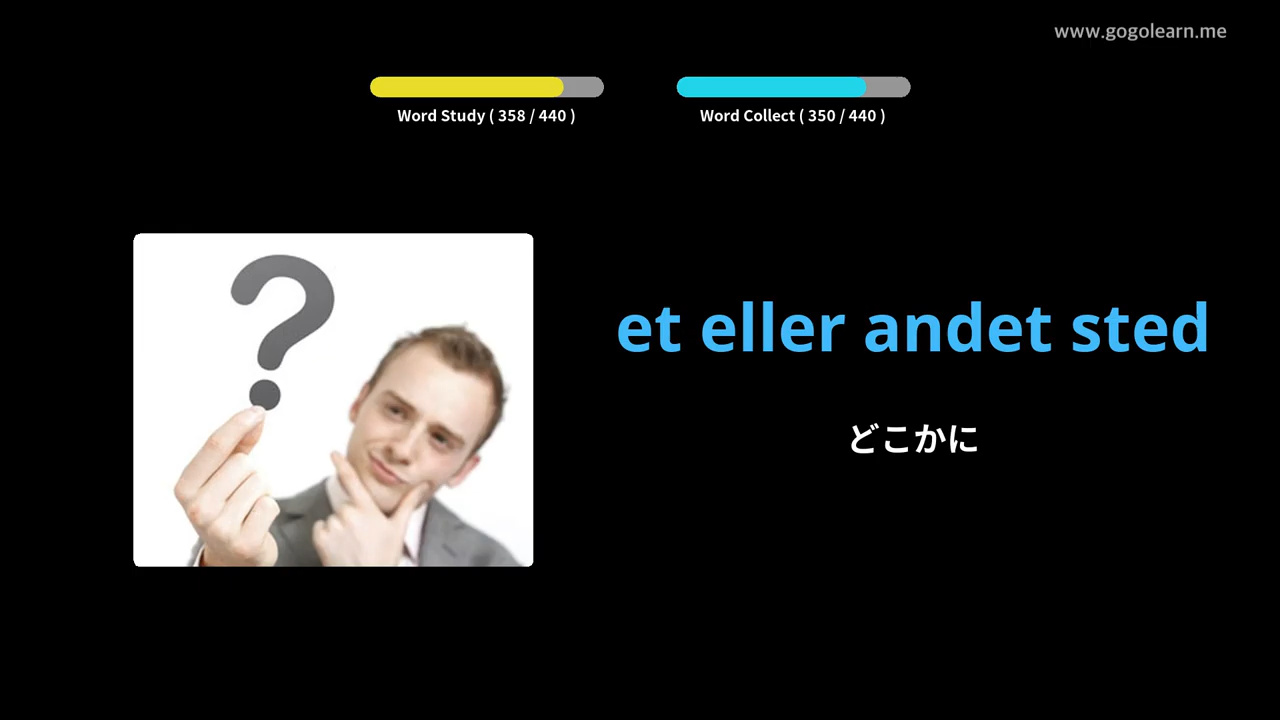 www.gogolearn.me
Word Study ( 358 / 440 )
Word Collect ( 350 / 440 )
et eller andet sted
どこかに